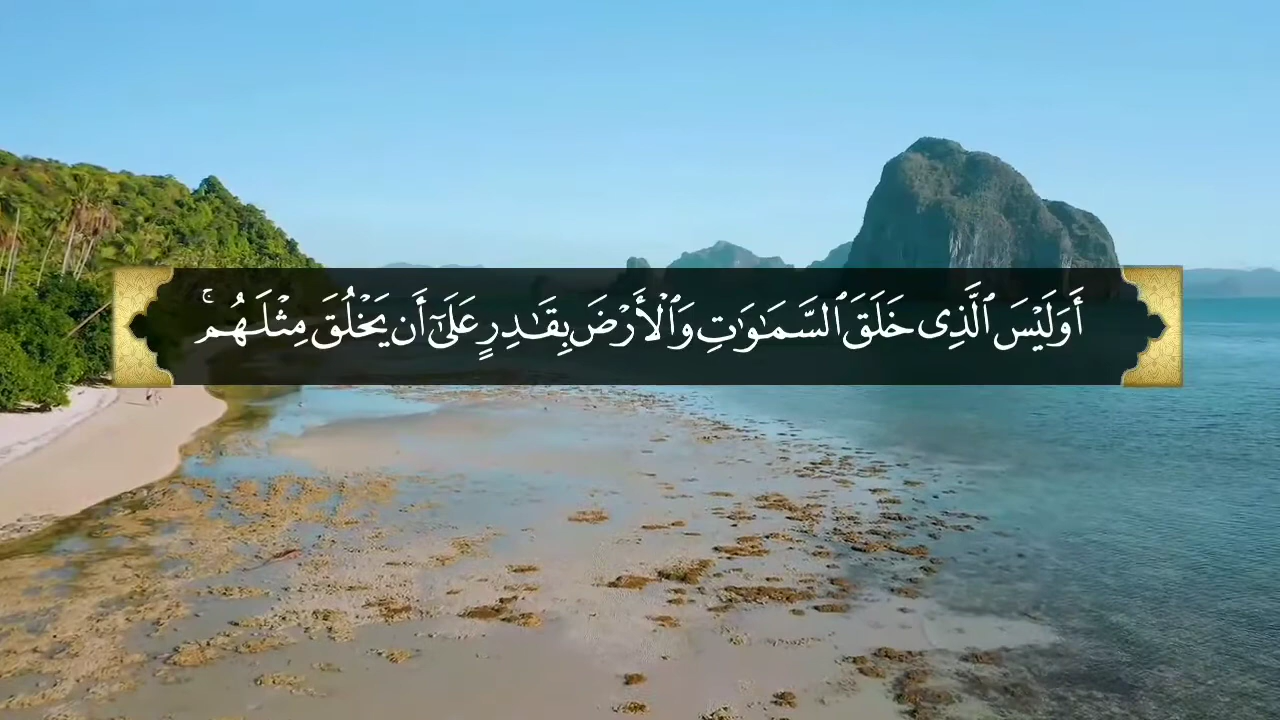 أَوَلَيْسَ ٱلَّذِى خَلَقَ ٱلسَّمَـٰوَٰتِ وَٱلْأَرْضَ بِقَـٰدِرٍ عَلَىٰٓ أَن يَخْلُقَ مِثْلَهُم ۚ